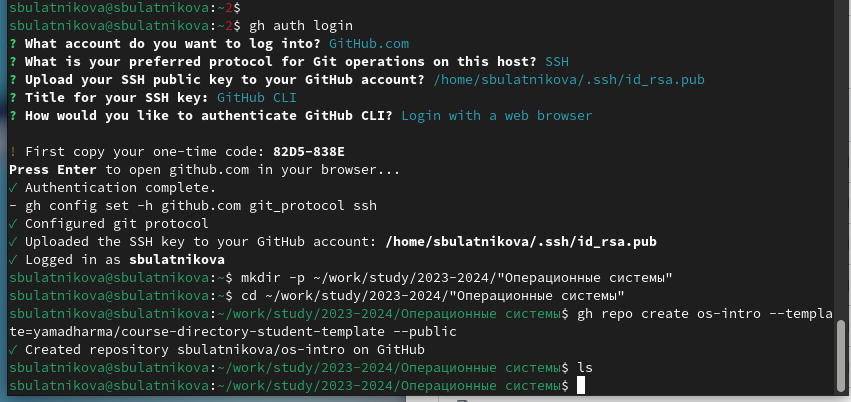 sbulatnikova@sbulatnikova:~2$
sbulatnikova@sbulatnikova:~2$ gh auth login
? What account do you want to log into? GitHub.com
? What is your preferred protocol for Git operations on this host? SSH
? Upload your SSH public key to your GitHub account? /home/sbulatnikova/.ssh/id_rsa.pub
? Title for your SSH key: GitHub CLI
? How would you like to authenticate GitHub CLI? Login with a web browser
! First copy your one-time code: 82D5-838E
Press Enter to open github.com in your browser...
✓ Authentication complete.
- gh config set -h github.com git_protocol ssh
✓ Configured git protocol
✓ Uploaded the SSH key to your GitHub account: /home/sbulatnikova/.ssh/id_rsa.pub
✓ Logged in as sbulatnikova
sbulatnikova@sbulatnikova:~$ mkdir -p ~/work/study/2023-2024/"Операционные системы"
sbulatnikova@sbulatnikova:~$ cd ~/work/study/2023-2024/"Операционные системы"
sbulatnikova@sbulatnikova:~/work/study/2023-2024/Операционные системы$ gh repo create os-intro --templa
te=yamadharma/course-directory-student-template --public
✓ Created repository sbulatnikova/os-intro on GitHub
sbulatnikova@sbulatnikova:~/work/study/2023-2024/Операционные системы$ ls
sbulatnikova@sbulatnikova:~/work/study/2023-2024/Операционные системы$